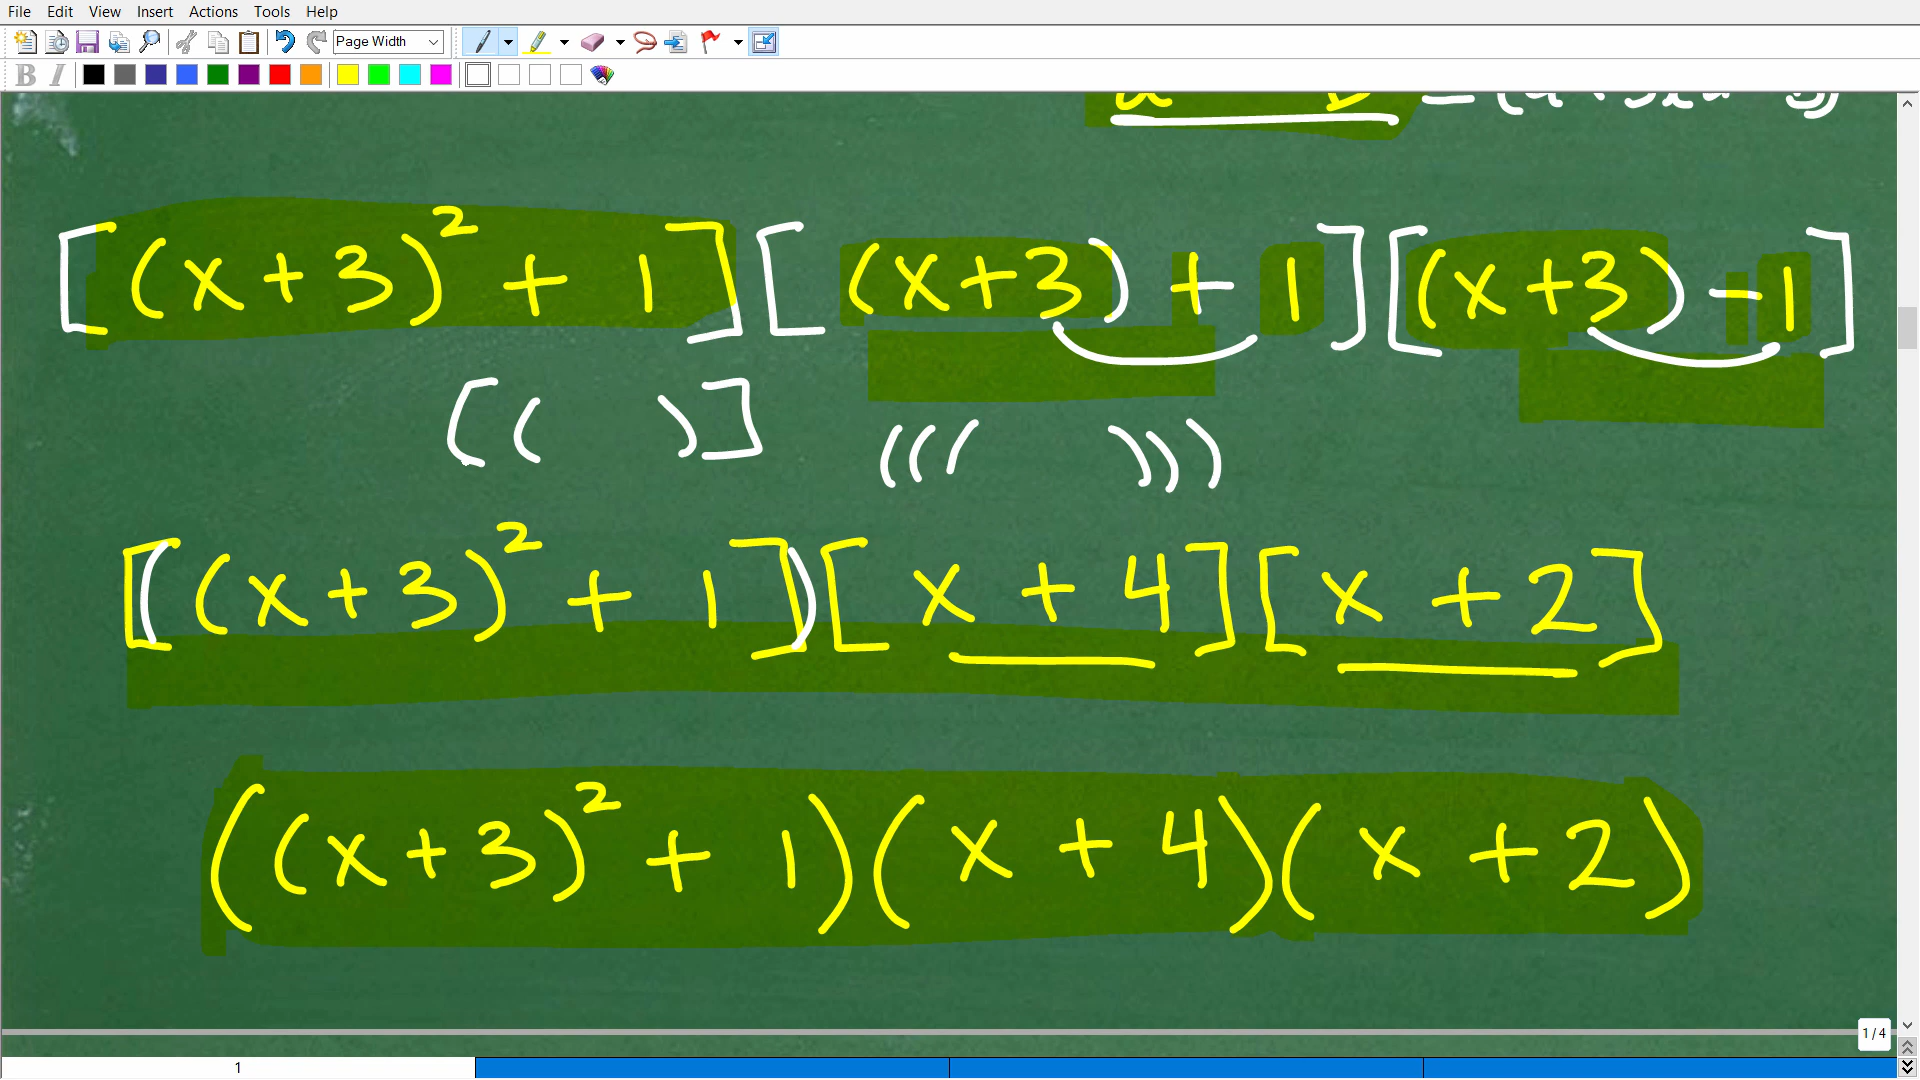 File Edit View Insert Actions Tools Help
Page Width
B I
[(x+3)² + 1][(x+3) + 1][(x+3) - 1]
[( )] ((( )))
[((x+3)² + 1])[x + 4][x + 2]
((x+3)² + 1)(x + 4)(x + 2)
1/4
1